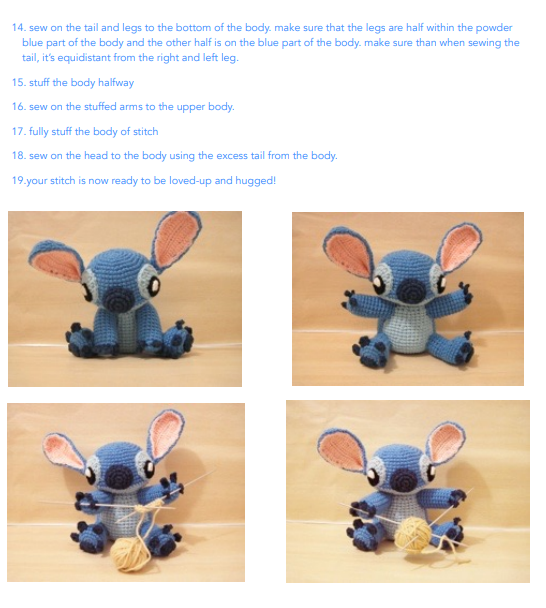 14. sew on the tail and legs to the bottom of the body. make sure that the legs are half within the powder
blue part of the body and the other half is on the blue part of the body. make sure than when sewing the
tail, it's equidistant from the right and left leg.
15. stuff the body halfway
16. sew on the stuffed arms to the upper body.
17. fully stuff the body of stitch
18. sew on the head to the body using the excess tail from the body.
19.your stitch is now ready to be loved-up and hugged!